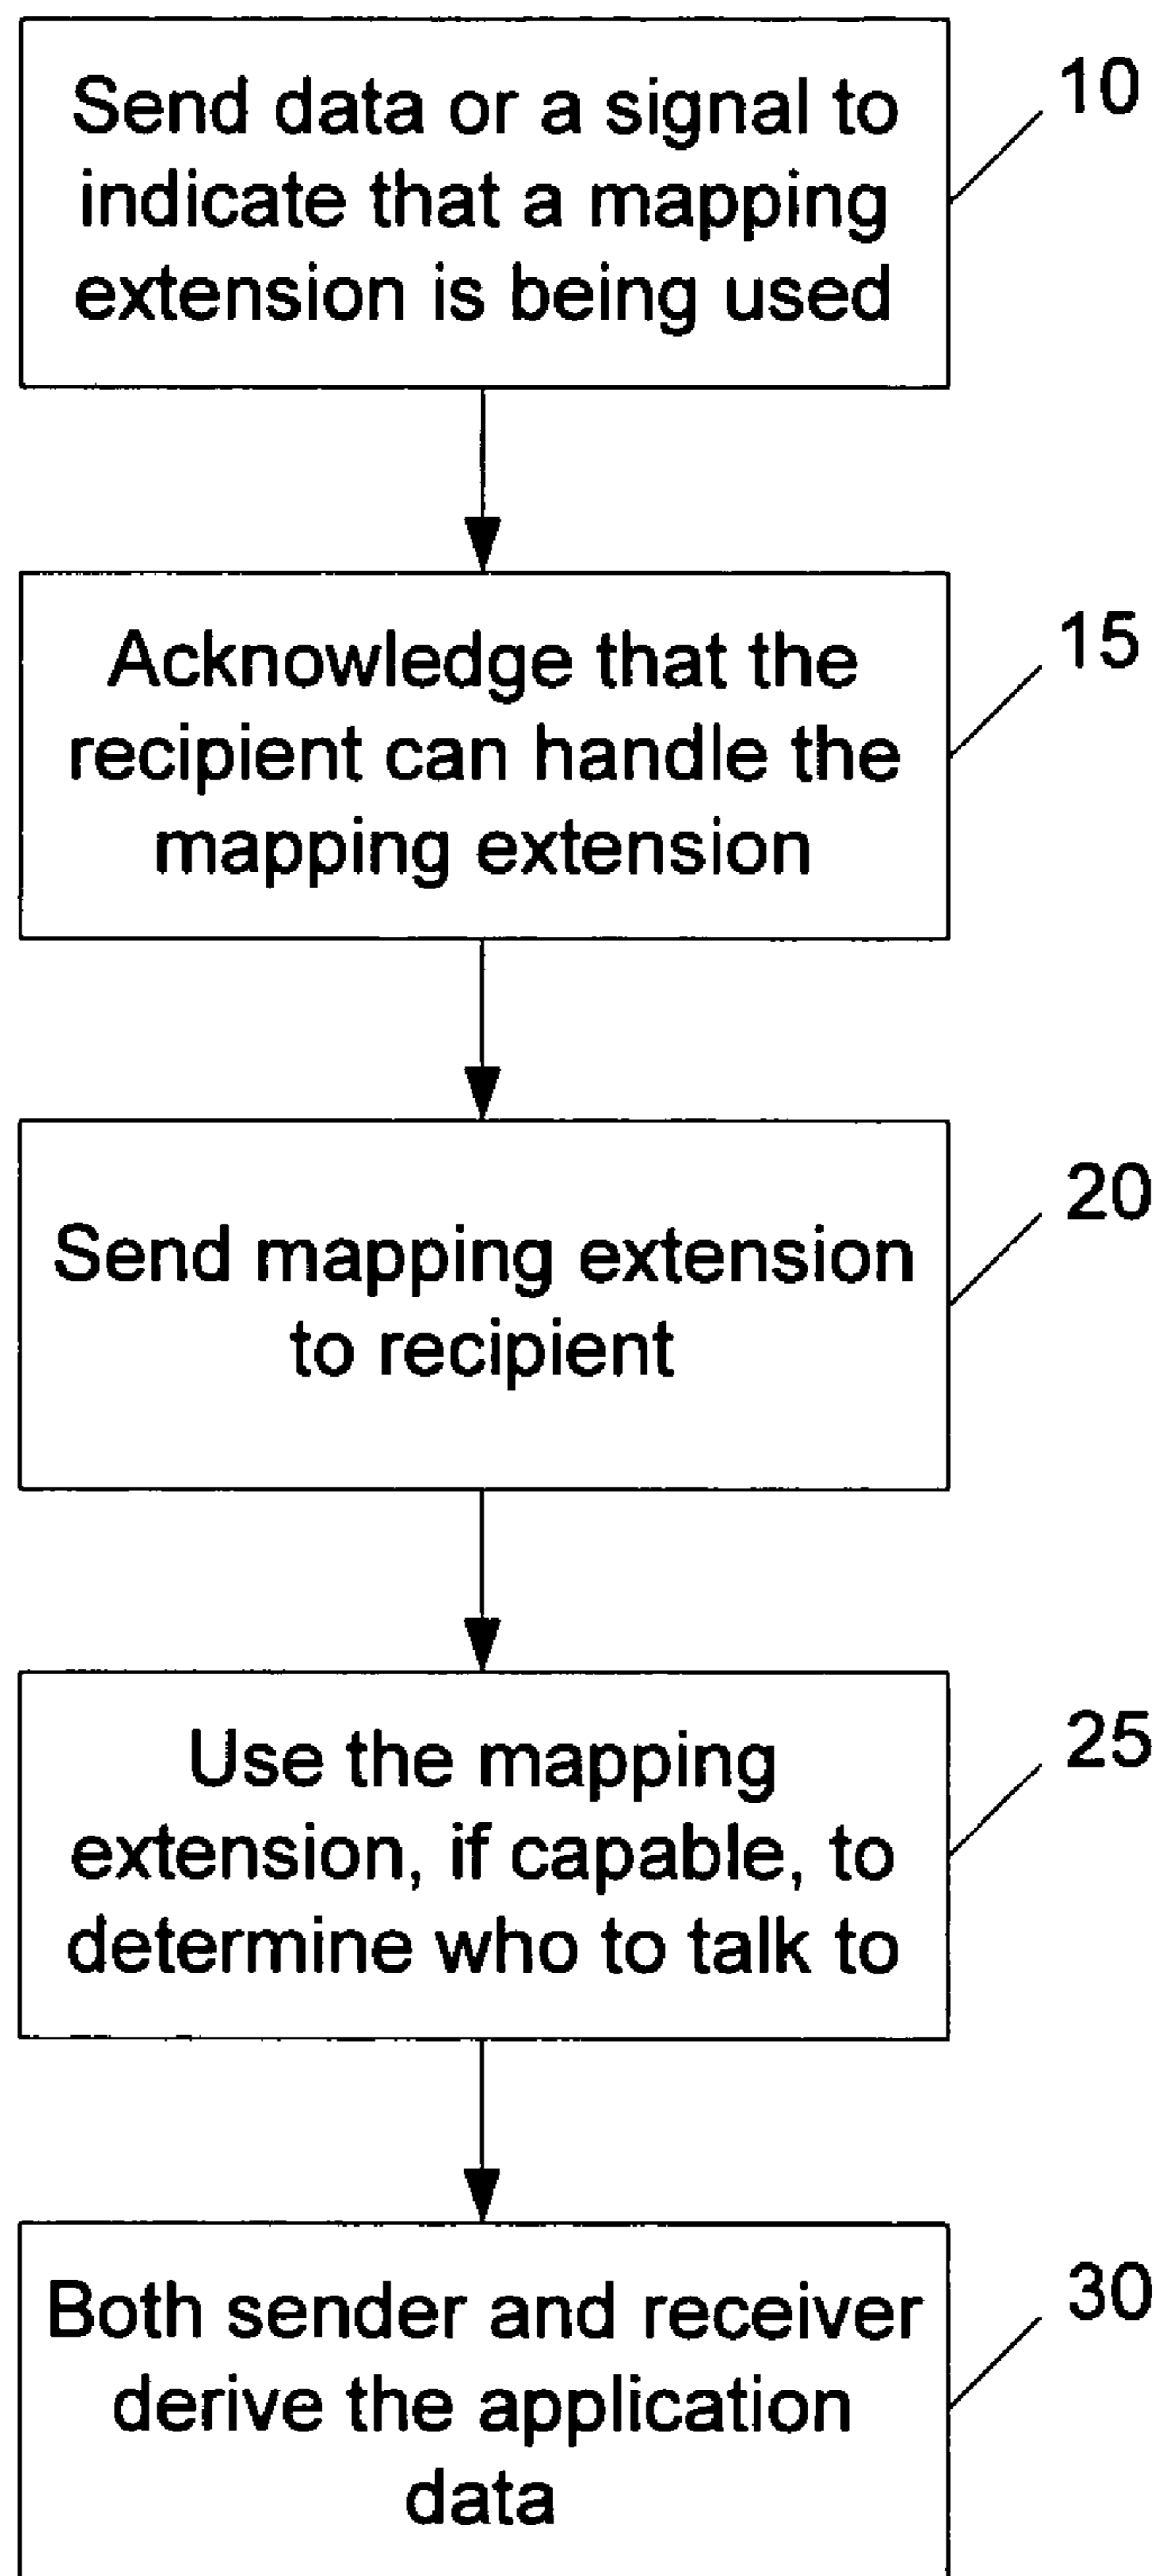 Send data or a signal to
indicate that a mapping
extension is being used
10
Acknowledge that the
recipient can handle the
mapping extension
15
Send mapping extension
to recipient
20
Use the mapping
extension, if capable, to
determine who to talk to
25
Both sender and receiver
derive the application
data
30